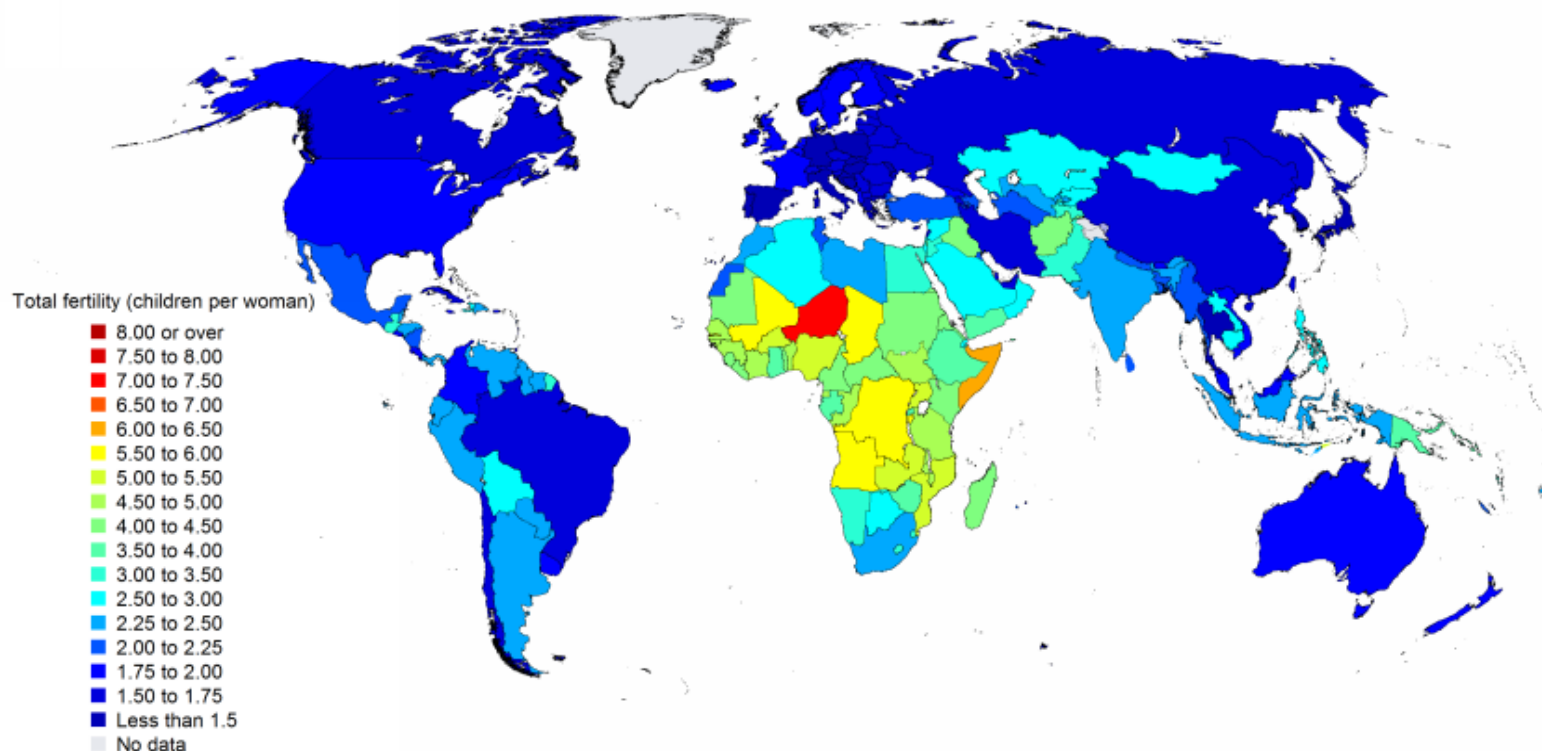 Total fertility (children per woman)
8.00 or over
7.50 to 8.00
7.00 to 7.50
6.50 to 7.00
6.00 to 6.50
5.50 to 6.00
5.00 to 5.50
4.50 to 5.00
4.00 to 4.50
3.50 to 4.00
3.00 to 3.50
2.50 to 3.00
2.25 to 2.50
2.00 to 2.25
1.75 to 2.00
1.50 to 1.75
Less than 1.5
No data